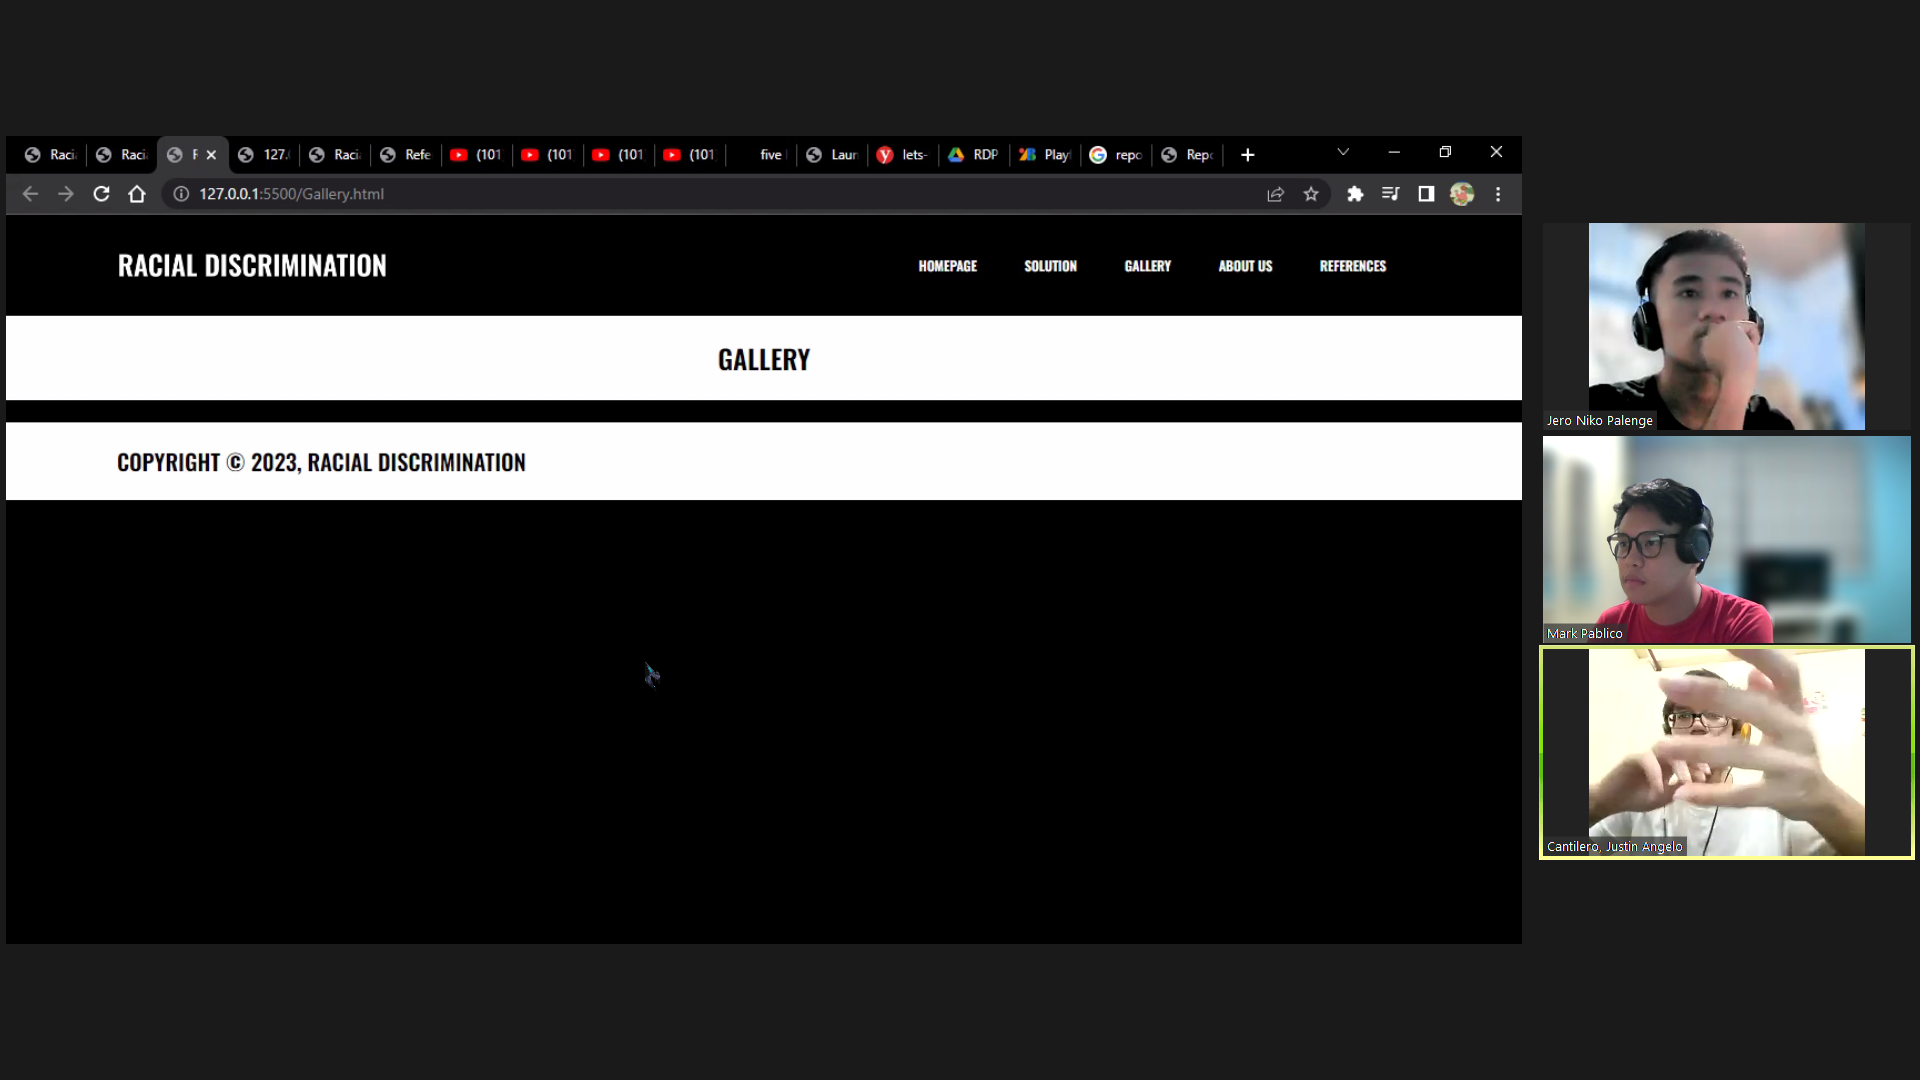 Raci
Raci
F
127.
Raci
Refe
(101
(101
(101
(101
five
Laun
lets-
RDP
Play
repo
Repo
127.0.0.1:5500/Gallery.html
RACIAL DISCRIMINATION
HOMEPAGE
SOLUTION
GALLERY
ABOUT US
REFERENCES
GALLERY
COPYRIGHT © 2023, RACIAL DISCRIMINATION
Jero Niko Palenge
Mark Pablico
Cantilero, Justin Angelo